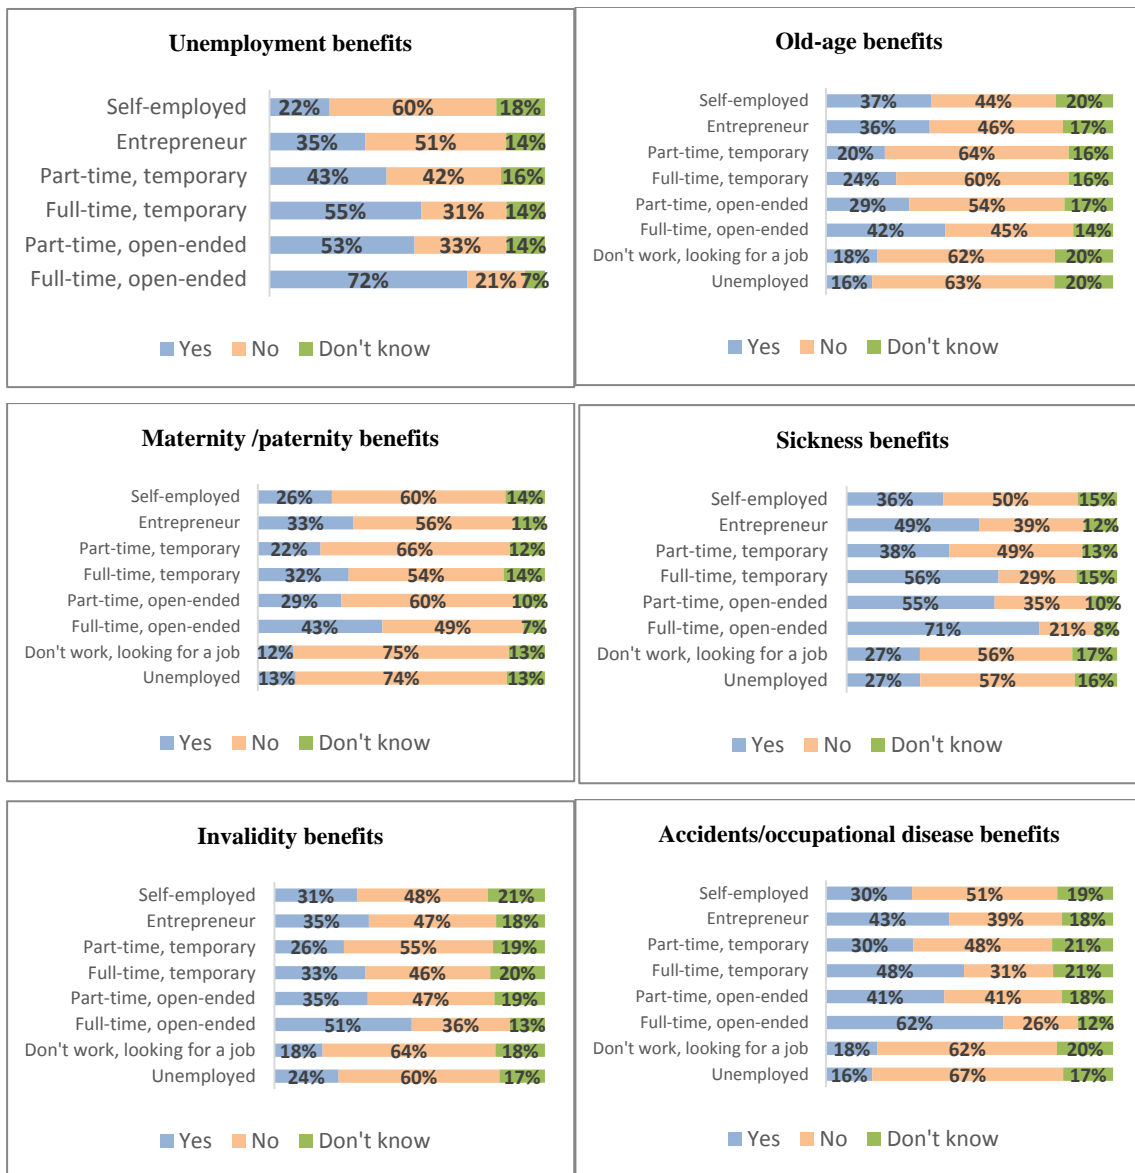 Unemployment benefits
Self-employed 22% 60% 18%
Entrepreneur 35% 51% 14%
Part-time, temporary 43% 42% 16%
Full-time, temporary 55% 31% 14%
Part-time, open-ended 53% 33% 14%
Full-time, open-ended 72% 21% 7%
Yes No Don't know
Old-age benefits
Self-employed 37% 44% 20%
Entrepreneur 36% 46% 17%
Part-time, temporary 20% 64% 16%
Full-time, temporary 24% 60% 16%
Part-time, open-ended 29% 54% 17%
Full-time, open-ended 42% 45% 14%
Don't work, looking for a job 18% 62% 20%
Unemployed 16% 63% 20%
Yes No Don't know
Maternity /paternity benefits
Self-employed 26% 60% 14%
Entrepreneur 33% 56% 11%
Part-time, temporary 22% 66% 12%
Full-time, temporary 32% 54% 14%
Part-time, open-ended 29% 60% 10%
Full-time, open-ended 43% 49% 7%
Don't work, looking for a job 12% 75% 13%
Unemployed 13% 74% 13%
Yes No Don't know
Sickness benefits
Self-employed 36% 50% 15%
Entrepreneur 49% 39% 12%
Part-time, temporary 38% 49% 13%
Full-time, temporary 56% 29% 15%
Part-time, open-ended 55% 35% 10%
Full-time, open-ended 71% 21% 8%
Don't work, looking for a job 27% 56% 17%
Unemployed 27% 57% 16%
Yes No Don't know
Invalidity benefits
Self-employed 31% 48% 21%
Entrepreneur 35% 47% 18%
Part-time, temporary 26% 55% 19%
Full-time, temporary 33% 46% 20%
Part-time, open-ended 35% 47% 19%
Full-time, open-ended 51% 36% 13%
Don't work, looking for a job 18% 64% 18%
Unemployed 24% 60% 17%
Yes No Don't know
Accidents/occupational disease benefits
Self-employed 30% 51% 19%
Entrepreneur 43% 39% 18%
Part-time, temporary 30% 48% 21%
Full-time, temporary 48% 31% 21%
Part-time, open-ended 41% 41% 18%
Full-time, open-ended 62% 26% 12%
Don't work, looking for a job 18% 62% 20%
Unemployed 16% 67% 17%
Yes No Don't know